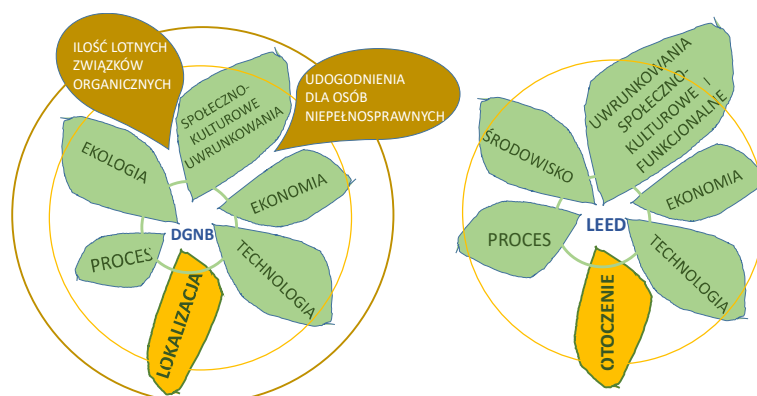 ILOŚĆ LOTNYCH
ZWIĄZKÓW
ORGANICZNYCH
UDOGODNIENIA
DLA OSÓB
NIEPEŁNOSPRAWNYCH
SPOŁECZNO-
KULTUROWE
UWRUNKOWANIA
EKOLOGIA
EKONOMIA
DGNB
PROCES
TECHNOLOGIA
LOKALIZACJA
UWRUNKOWANIA
SPOŁECZNO-
KULTUROWE I
FUNKCJONALNE
ŚRODOWISKO
EKONOMIA
LEED
PROCES
TECHNOLOGIA
OTOCZENIE